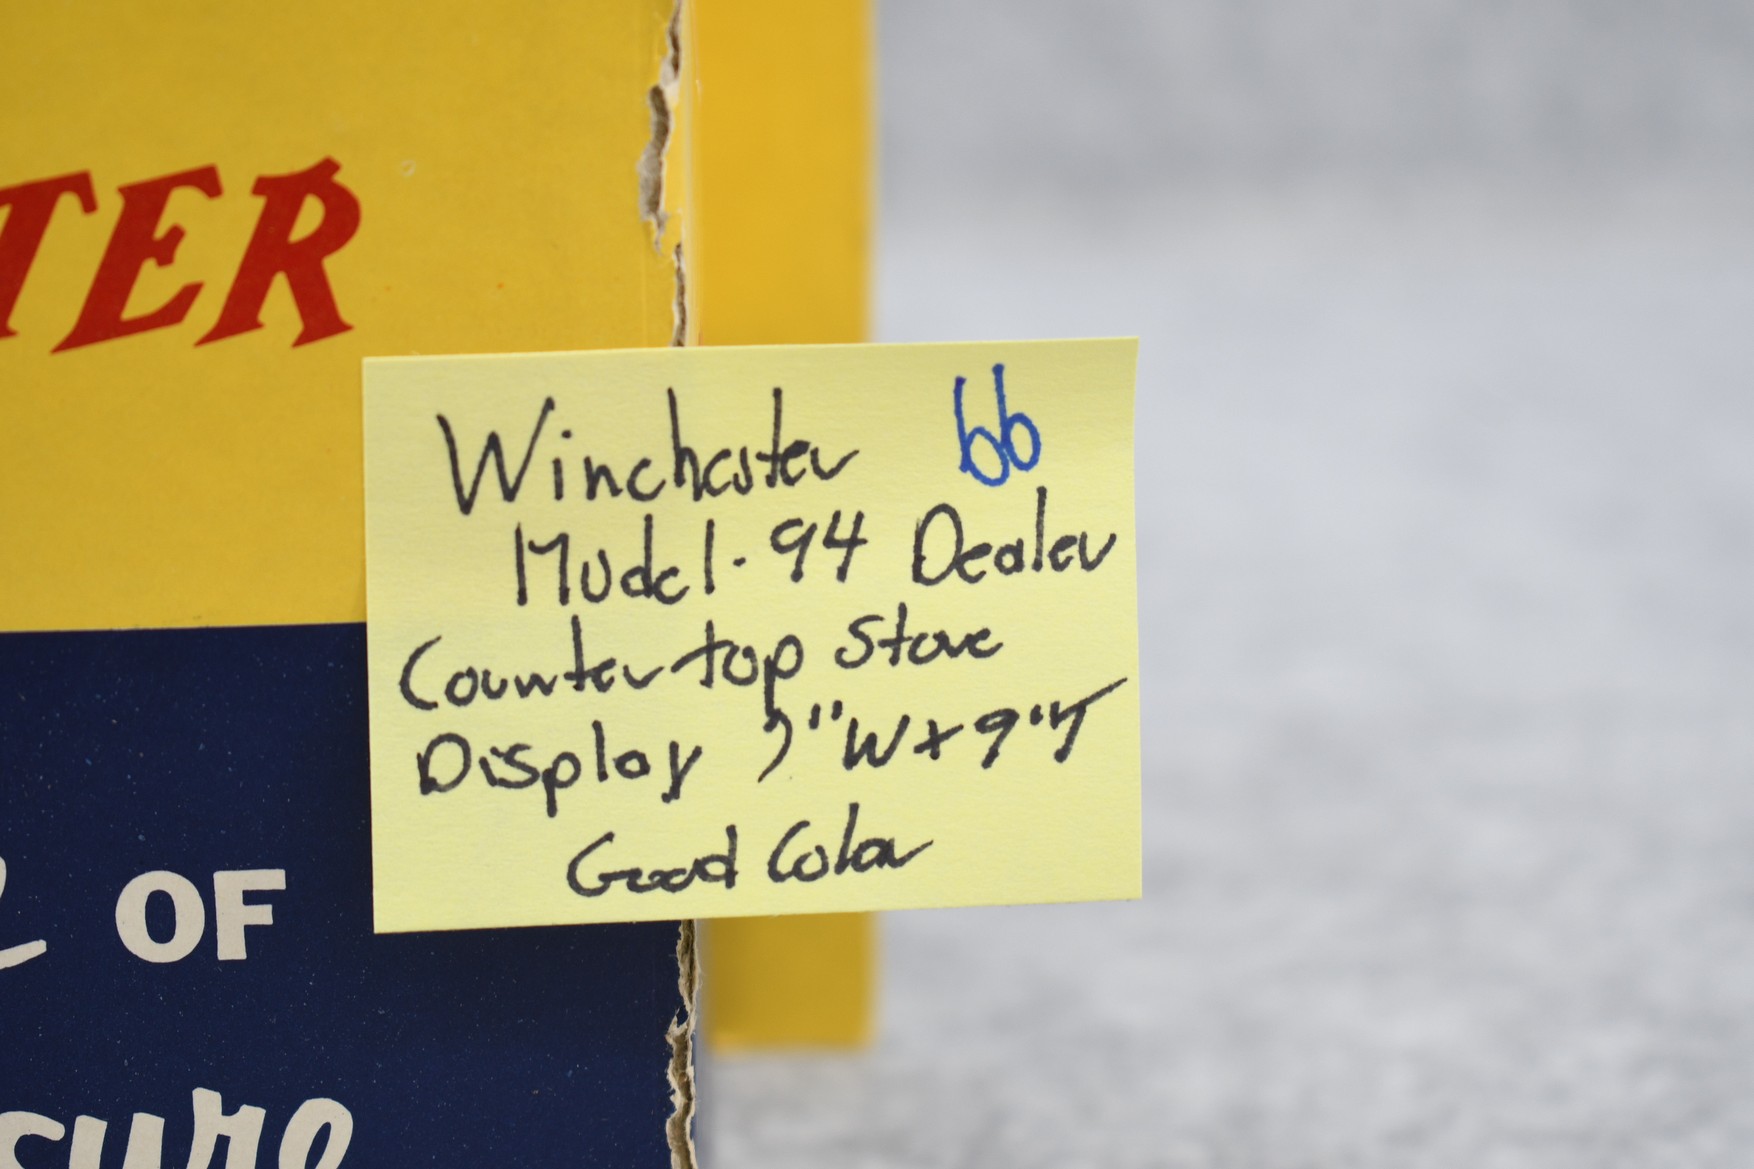 TER
Winchester 66
Model-94 Dealer
Counter top Store
Display 7"W x 9"T
Good Color
OF
sure